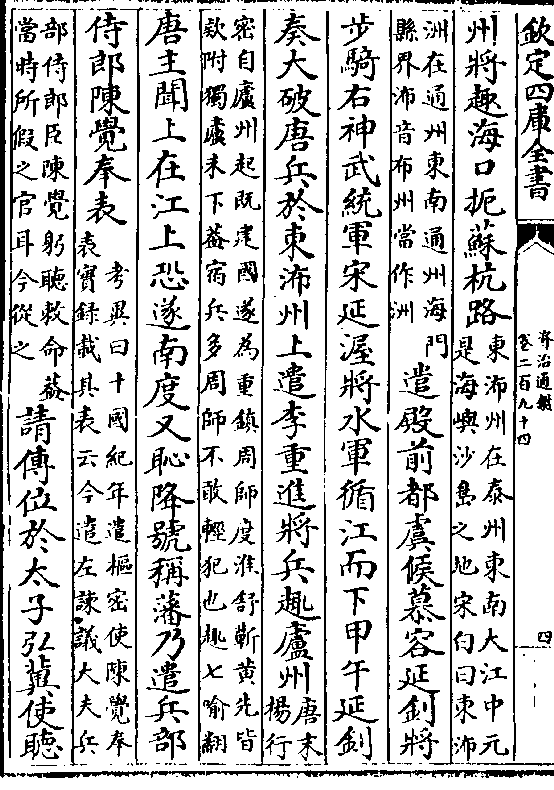 欽定四庫全書
資治通鑑
卷二百九十四
四
州將趣海口扼蘇杭路
東㳍州在泰州東南大江中元
是海嶼沙島之地宋白曰東㳍
洲在通州東南通州海門
縣界㳍音布州當作洲
遣殿前都虞候慕容延釗將
步騎右神武統軍宋延渥將水軍循江而下甲午延釗
奏大破唐兵於東㳍州上遣李重進將兵趣廬州
唐末
楊行
密自廬州起既建國遂為重鎮周師度淮舒蘄黄先皆
欵附獨廬未下葢宿兵多周師不敢輕犯也趣七喻翻
唐主聞上在江上恐遂南度又恥降號稱藩乃遣兵部
侍郎陳覺奉表
考異曰十國紀年遣樞密使陳覺奉
表實録載其表云今遣左諫議大夫兵
部侍郎臣陳覺躬聽敕命葢
當時所假之官耳今從之
請傳位於太子弘冀使聽